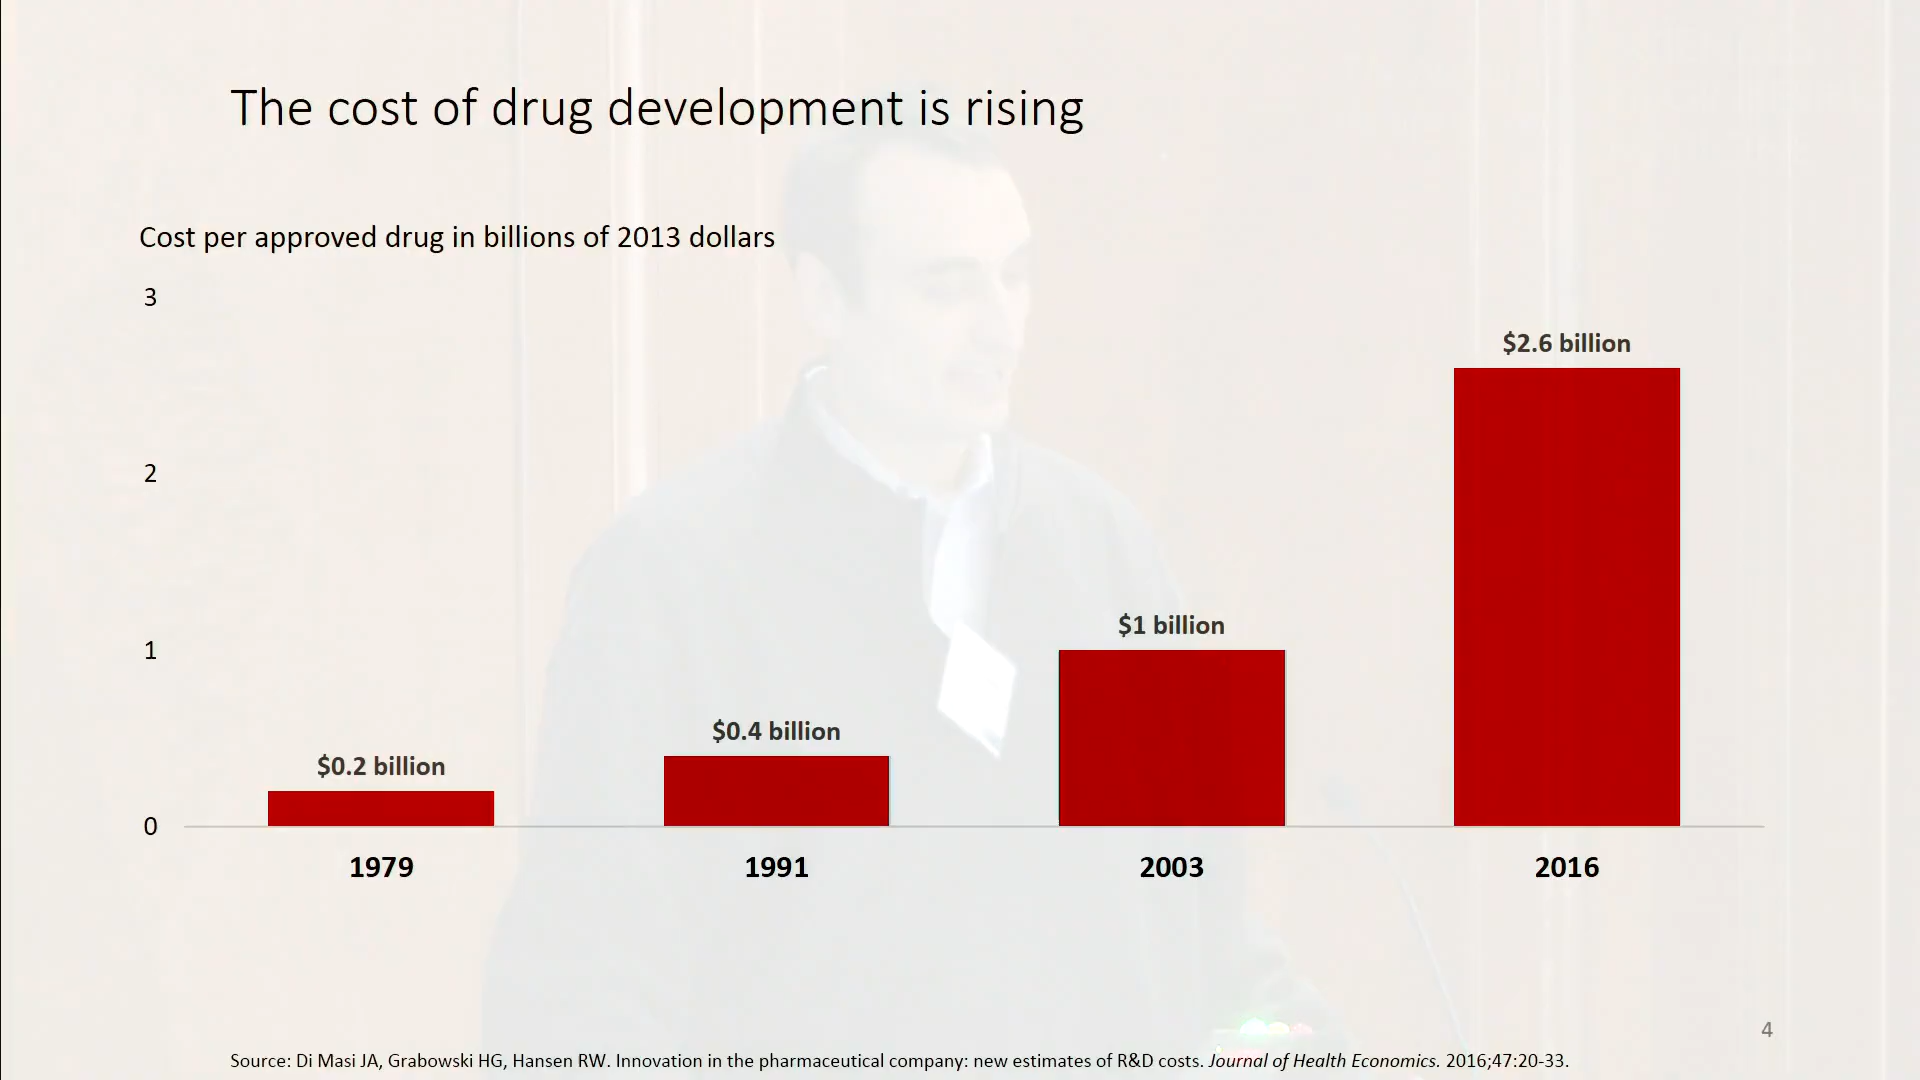 The cost of drug development is rising
Cost per approved drug in billions of 2013 dollars
3
$2.6 billion
2
$1 billion
1
$0.4 billion
$0.2 billion
0
1979 1991 2003 2016
4
Source: Di Masi JA, Grabowski HG, Hansen RW. Innovation in the pharmaceutical company: new estimates of R&D costs. Journal of Health Economics. 2016;47:20-33.